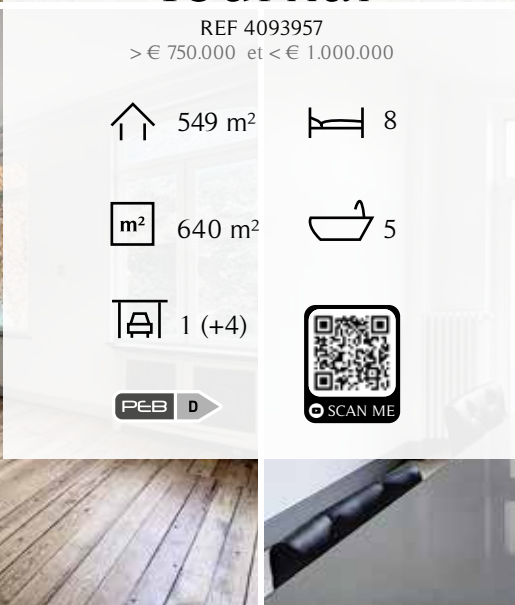 REF 4093957
> € 750.000 et < € 1.000.000
549 m²
8
m²
640 m²
5
1 (+4)
PEB D
SCAN ME